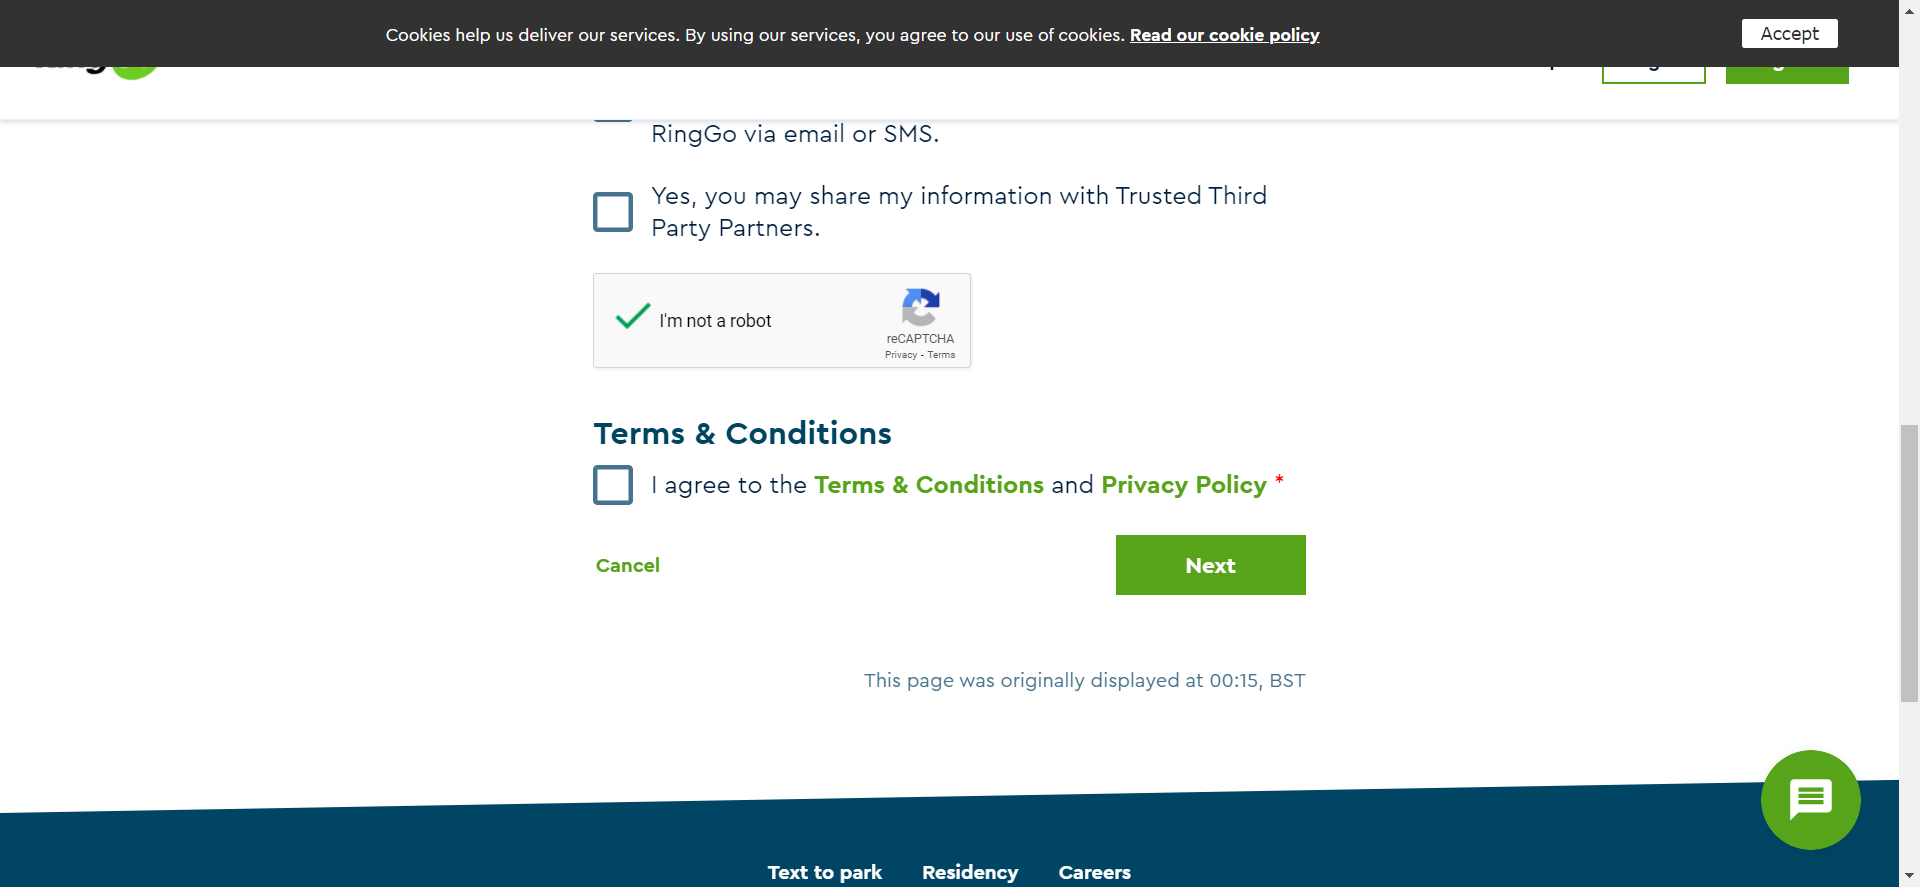 Cookies help us deliver our services. By using our services, you agree to our use of cookies. Read our cookie policy
Accept
RingGo via email or SMS.
Yes, you may share my information with Trusted Third
Party Partners.
I'm not a robot
reCAPTCHA
Privacy - Terms
Terms & Conditions
I agree to the Terms & Conditions and Privacy Policy *
Cancel
Next
This page was originally displayed at 00:15, BST
Text to park
Residency
Careers